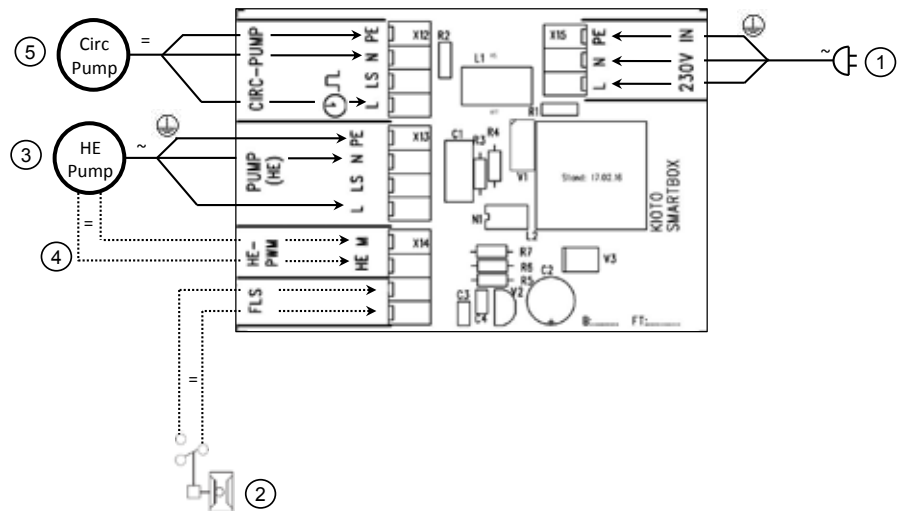 5
Circ
Pump
=
CIRC-PUMP
PE
N
LS
L
X12
R2
L1
X15
PE
N
L
230V IN
~
1
R1
3
HE
Pump
~
PUMP
(HE)
PE
N
LS
L
X13
C1
R3
R4
V1
Stand: 17.02.16
KIOTO
SMARTBOX
N1
L2
4
=
HE-
PWM
HE M
X14
R7
R6
R5
C2
V3
FLS
C3
C4
V2
B:
FT:
=
2